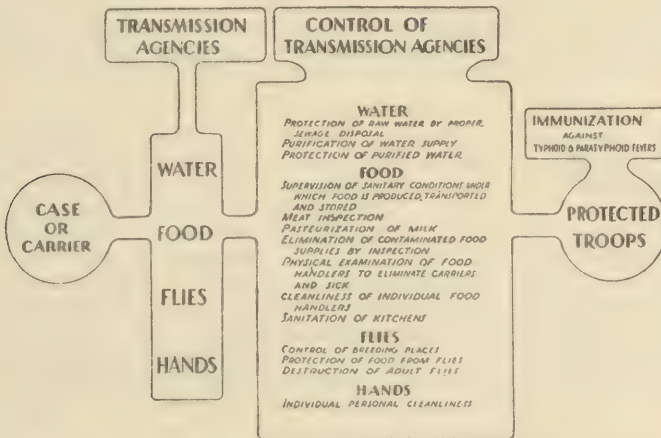 TRANSMISSION
AGENCIES
CONTROL OF
TRANSMISSION AGENCIES
CASE
OR
CARRIER
WATER
FOOD
FLIES
HANDS
WATER
PROTECTION OF RAW WATER BY PROPER
SEWAGE DISPOSAL
PURIFICATION OF WATER SUPPLY
PROTECTION OF PURIFIED WATER
FOOD
SUPERVISION OF SANITARY CONDITIONS UNDER
WHICH FOOD IS PRODUCED, TRANSPORTED
AND STORED
MEAT INSPECTION
PASTEURIZATION OF MILK
ELIMINATION OF CONTAMINATED FOOD
SUPPLIES BY INSPECTION
PHYSICAL EXAMINATION OF FOOD
HANDLERS TO ELIMINATE CARRIERS
AND SICK
CLEANLINESS OF INDIVIDUAL FOOD
HANDLERS
SANITATION OF KITCHENS
FLIES
CONTROL OF BREEDING PLACES
PROTECTION OF FOOD FROM FLIES
DESTRUCTION OF ADULT FLIES
HANDS
INDIVIDUAL PERSONAL CLEANLINESS
IMMUNIZATION
AGAINST
TYPHOID & PARATYPHOID FEVERS
PROTECTED
TROOPS